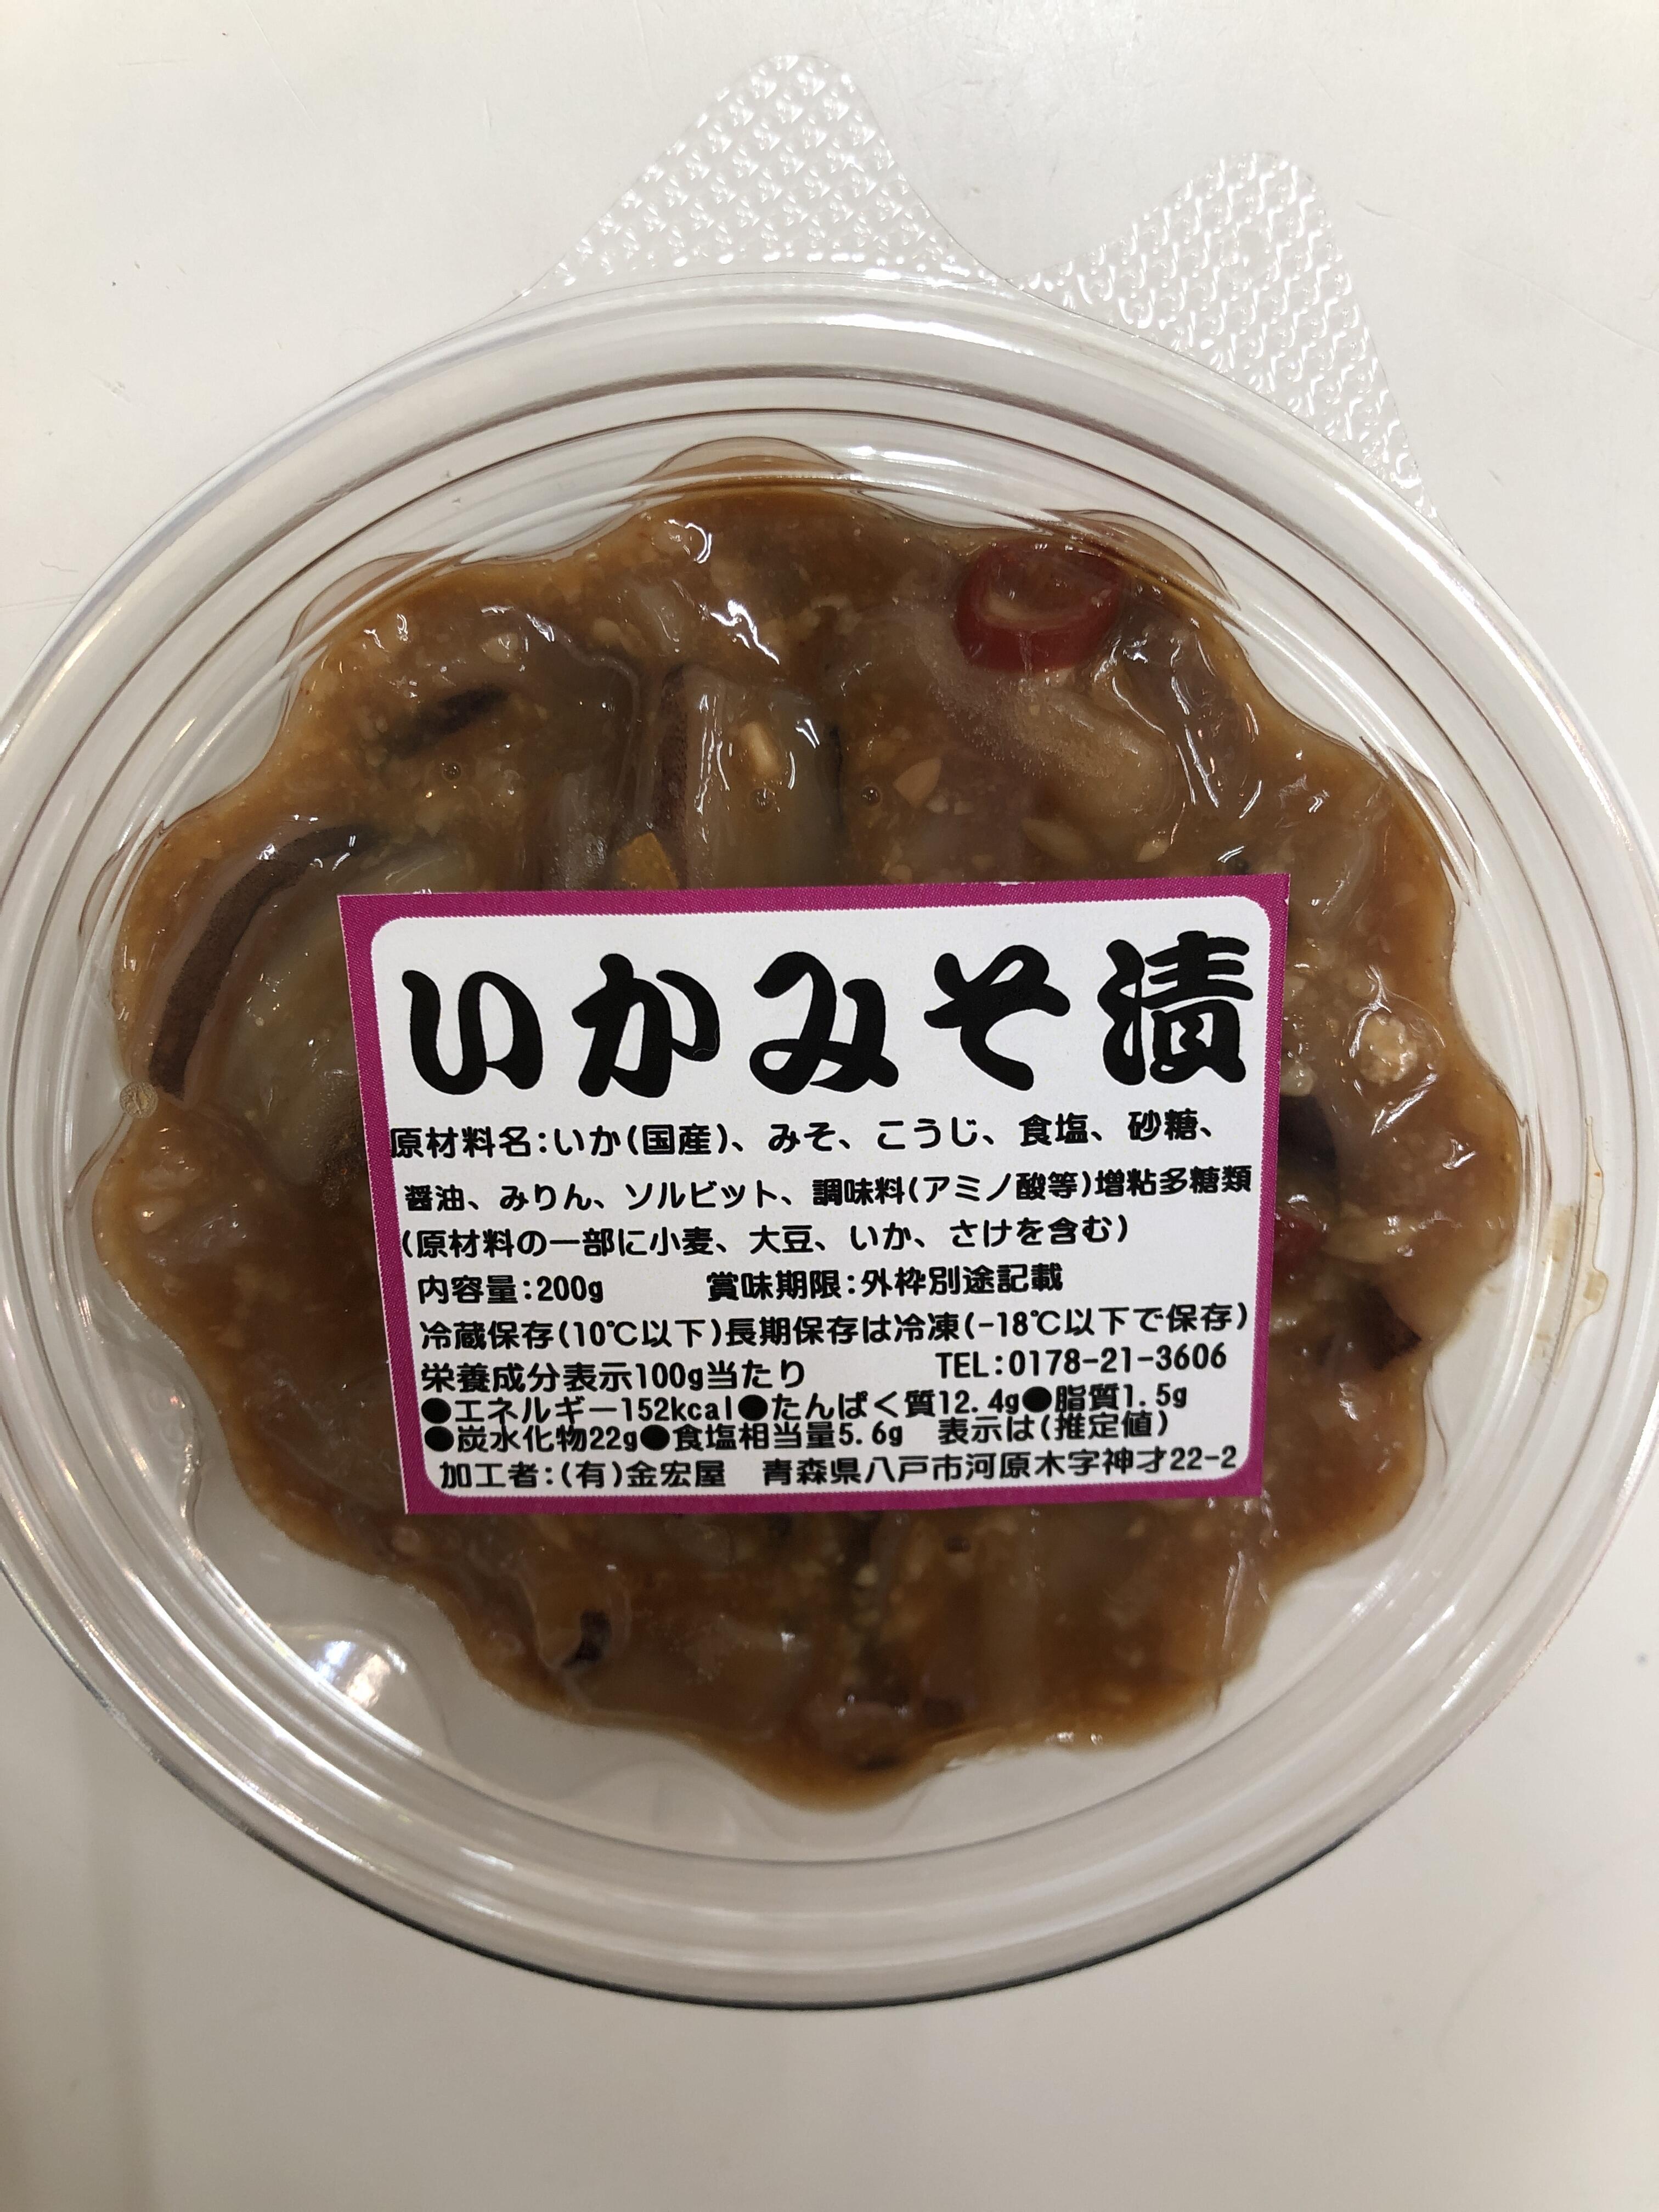 いかみそ漬
原材料名:いか(国産)、みそ、こうじ、食塩、砂糖、
醤油、みりん、ソルビット、調味料(アミノ酸等)増粘多糖類
(原材料の一部に小麦、大豆、いか、さけを含む)
内容量:200g 賞味期限:外枠別途記載
冷蔵保存(10℃以下)長期保存は冷凍(-18℃以下で保存)
栄養成分表示100g当たり TEL:0178-21-3606
●エネルギー152kcal●たんぱく質12.4g●脂質1.5g
●炭水化物22g●食塩相当量5.6g 表示は(推定値)
加工者:(有)金宏屋 青森県八戸市河原木字神才22-2